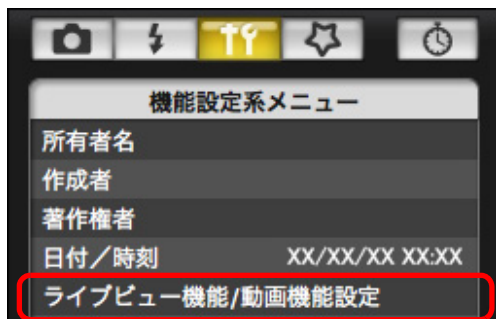 機能設定系メニュー
所有者名
作成者
著作権者
日付／時刻 XX/XX/XX XX:XX
ライブビュー機能/動画機能設定